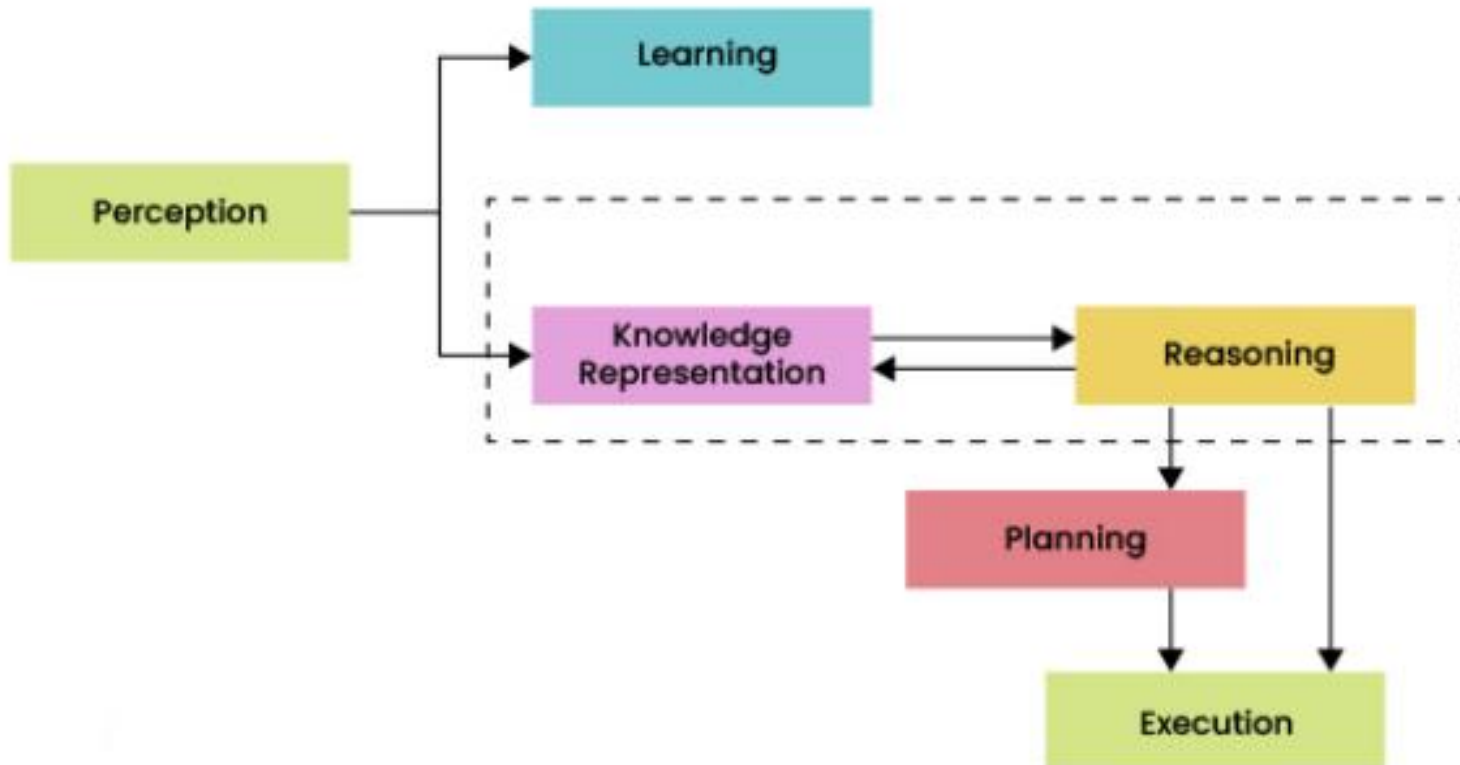 Learning
Perception
Knowledge
Representation
Reasoning
Planning
Execution